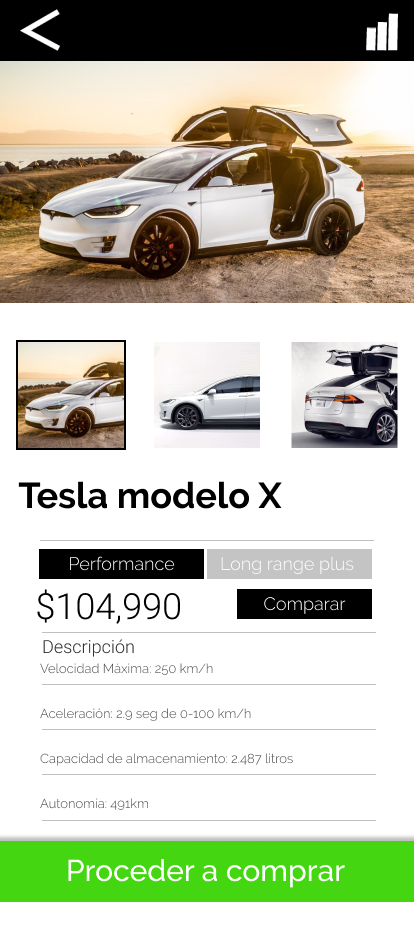 Tesla modelo X
Performance
Long range plus
$104,990
Comparar
Descripción
Velocidad Máxima: 250 km/h
Aceleración: 2.9 seg de 0-100 km/h
Capacidad de almacenamiento: 2.487 litros
Autonomía: 491km
Proceder a comprar